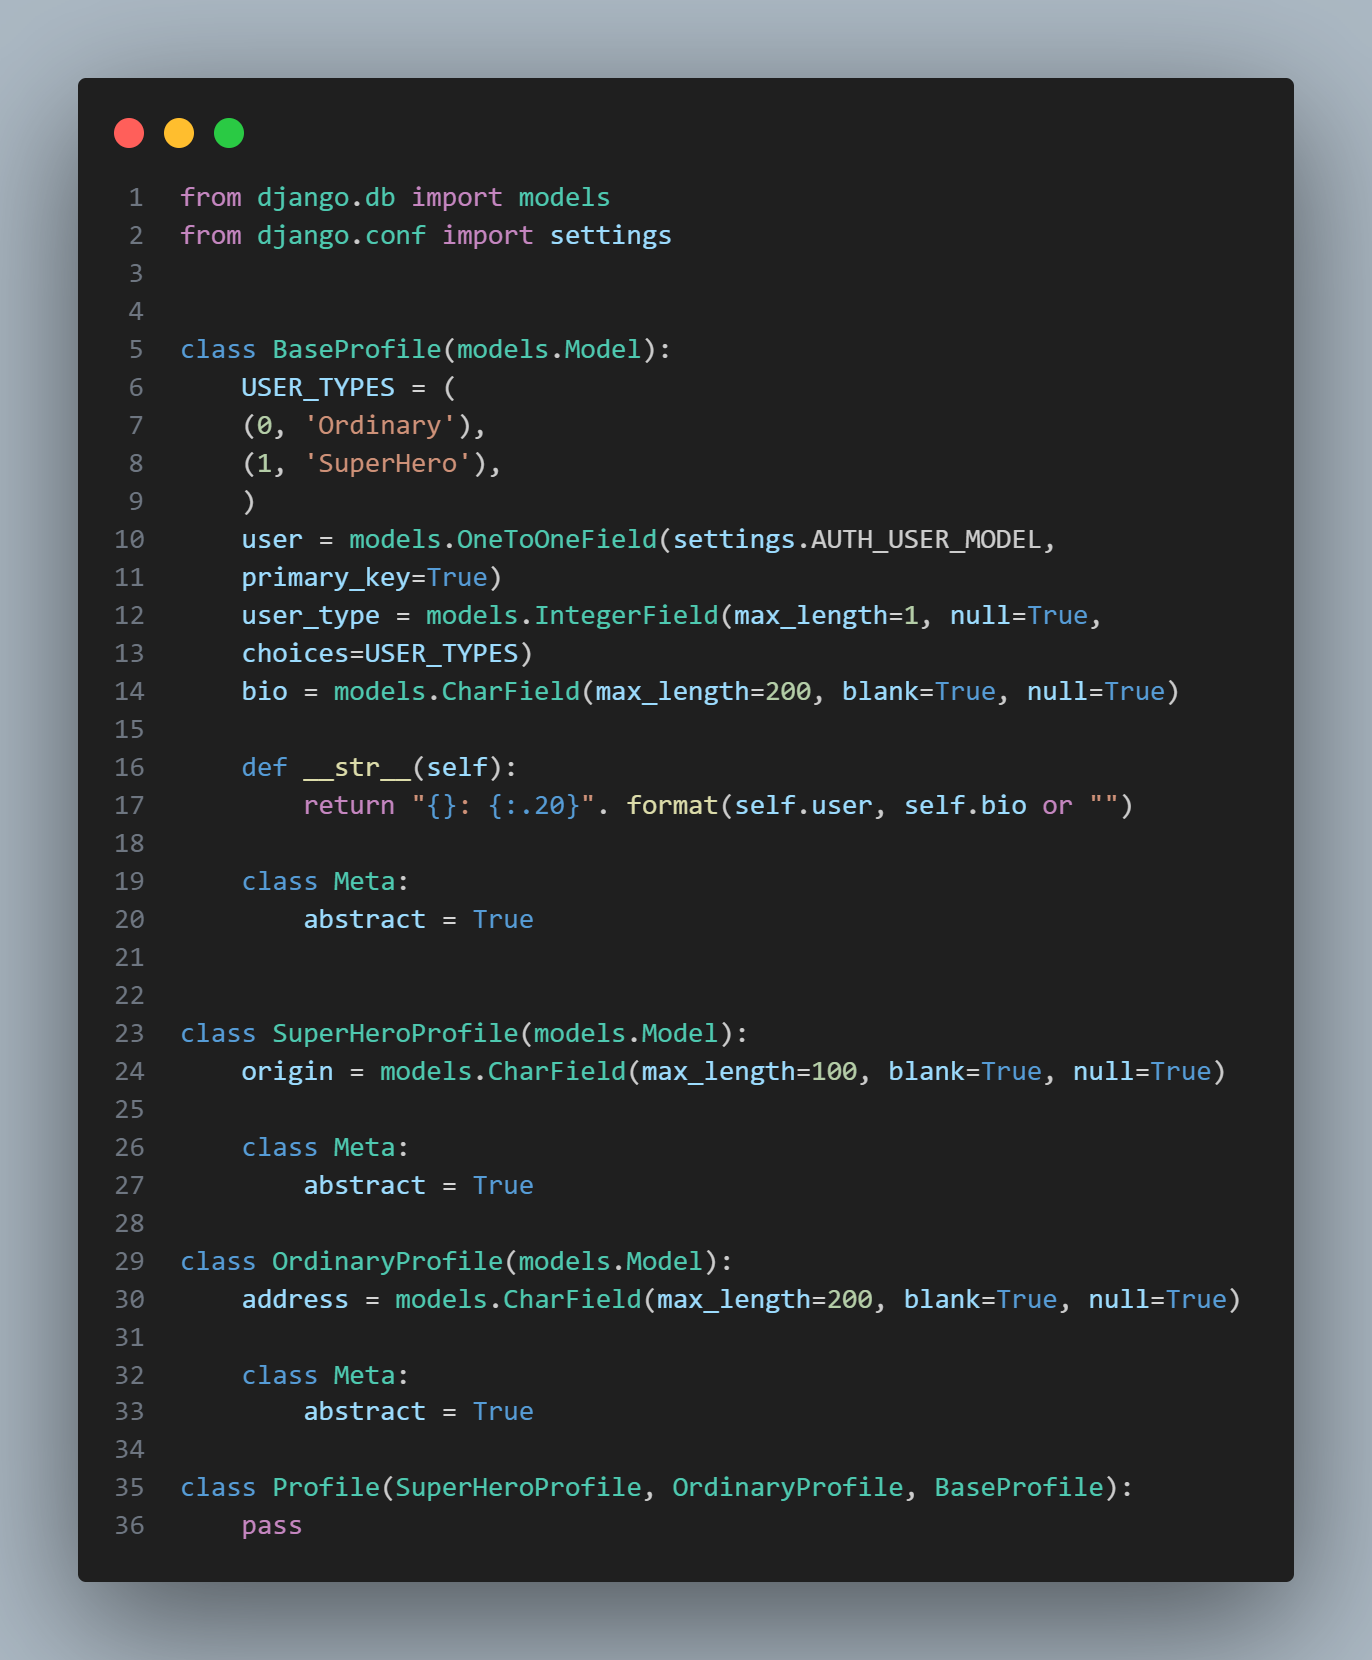 1 from django.db import models
2 from django.conf import settings
3
4
5 class BaseProfile(models.Model):
6     USER_TYPES = (
7     (0, 'Ordinary'),
8     (1, 'SuperHero'),
9     )
10     user = models.OneToOneField(settings.AUTH_USER_MODEL,
11     primary_key=True)
12     user_type = models.IntegerField(max_length=1, null=True,
13     choices=USER_TYPES)
14     bio = models.CharField(max_length=200, blank=True, null=True)
15
16     def __str__(self):
17         return "{}: {:.20}". format(self.user, self.bio or "")
18
19     class Meta:
20         abstract = True
21
22
23 class SuperHeroProfile(models.Model):
24     origin = models.CharField(max_length=100, blank=True, null=True)
25
26     class Meta:
27         abstract = True
28
29 class OrdinaryProfile(models.Model):
30     address = models.CharField(max_length=200, blank=True, null=True)
31
32     class Meta:
33         abstract = True
34
35 class Profile(SuperHeroProfile, OrdinaryProfile, BaseProfile):
36     pass